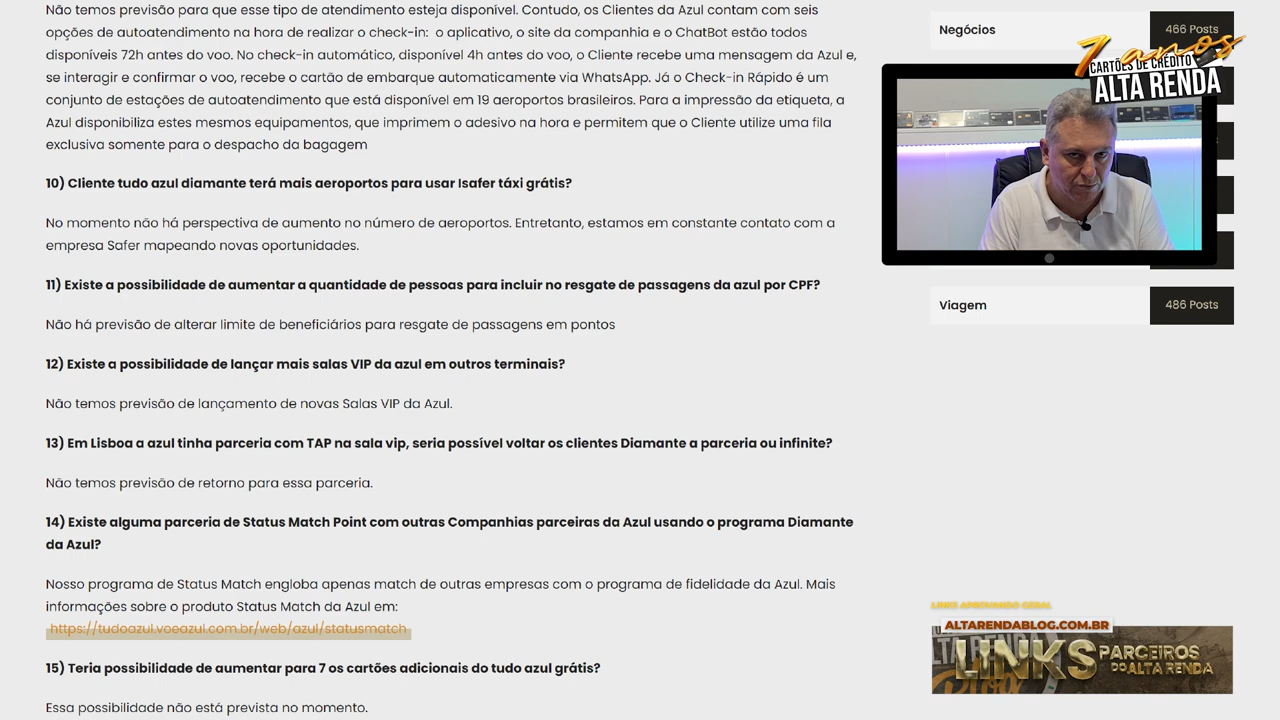 Não temos previsão para que esse tipo de atendimento esteja disponível. Contudo, os Clientes da Azul contam com seis
opções de autoatendimento na hora de realizar o check-in: o aplicativo, o site da companhia e o ChatBot estão todos
disponíveis 72h antes do voo. No check-in automático, disponível 4h antes do voo, o Cliente recebe uma mensagem da Azul e,
se interagir e confirmar o voo, recebe o cartão de embarque automaticamente via WhatsApp. Já o Check-in Rápido é um
conjunto de estações de autoatendimento que está disponível em 19 aeroportos brasileiros. Para a impressão da etiqueta, a
Azul disponibiliza estes mesmos equipamentos, que imprimem o adesivo na hora e permitem que o Cliente utilize uma fila
exclusiva somente para o despacho da bagagem
10) Cliente tudo azul diamante terá mais aeroportos para usar Isafer táxi grátis?
No momento não há perspectiva de aumento no número de aeroportos. Entretanto, estamos em constante contato com a
empresa Safer mapeando novas oportunidades.
11) Existe a possibilidade de aumentar a quantidade de pessoas para incluir no resgate de passagens da azul por CPF?
Não há previsão de alterar limite de beneficiários para resgate de passagens em pontos
12) Existe a possibilidade de lançar mais salas VIP da azul em outros terminais?
Não temos previsão de lançamento de novas Salas VIP da Azul.
13) Em Lisboa a azul tinha parceria com TAP na sala vip, seria possível voltar os clientes Diamante a parceria ou infinite?
Não temos previsão de retorno para essa parceria.
14) Existe alguma parceria de Status Match Point com outras Companhias parceiras da Azul usando o programa Diamante
da Azul?
Nosso programa de Status Match engloba apenas match de outras empresas com o programa de fidelidade da Azul. Mais
informações sobre o produto Status Match da Azul em:
https://tudoazul.voeazul.com.br/web/azul/statusmatch
15) Teria possibilidade de aumentar para 7 os cartões adicionais do tudo azul grátis?
Essa possibilidade não está prevista no momento.
Negócios 466 Posts
7 anos
CARTÕES DE CRÉDITO
ALTA RENDA
Viagem 486 Posts
LINKS APROVANDO GERAL
ALTARENDABLOG.COM.BR
LINKS PARCEIROS
DO ALTA RENDA